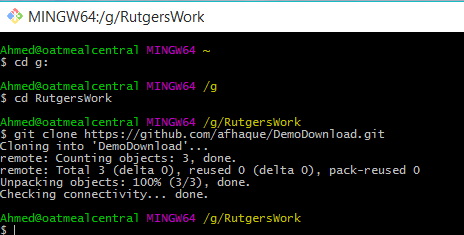 MINGW64:/g/RutgersWork
Ahmed@oatmealcentral MINGW64 ~
$ cd g:
Ahmed@oatmealcentral MINGW64 /g
$ cd RutgersWork
Ahmed@oatmealcentral MINGW64 /g/RutgersWork
$ git clone https://github.com/afhaque/DemoDownload.git
Cloning into 'DemoDownload'...
remote: Counting objects: 3, done.
remote: Total 3 (delta 0), reused 0 (delta 0), pack-reused 0
Unpacking objects: 100% (3/3), done.
Checking connectivity... done.
Ahmed@oatmealcentral MINGW64 /g/RutgersWork
$